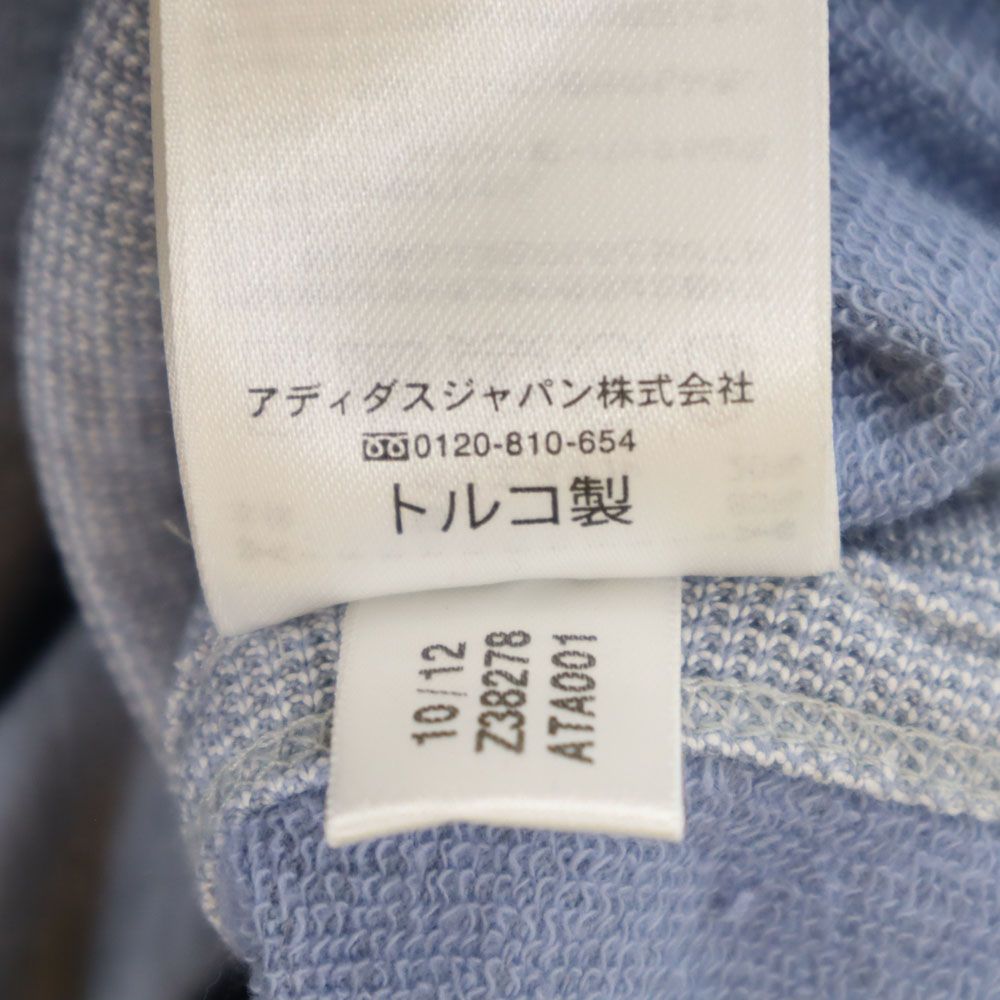 アディダスジャパン株式会社
0120-810-654
トルコ製
10/12
Z38278
ATA001